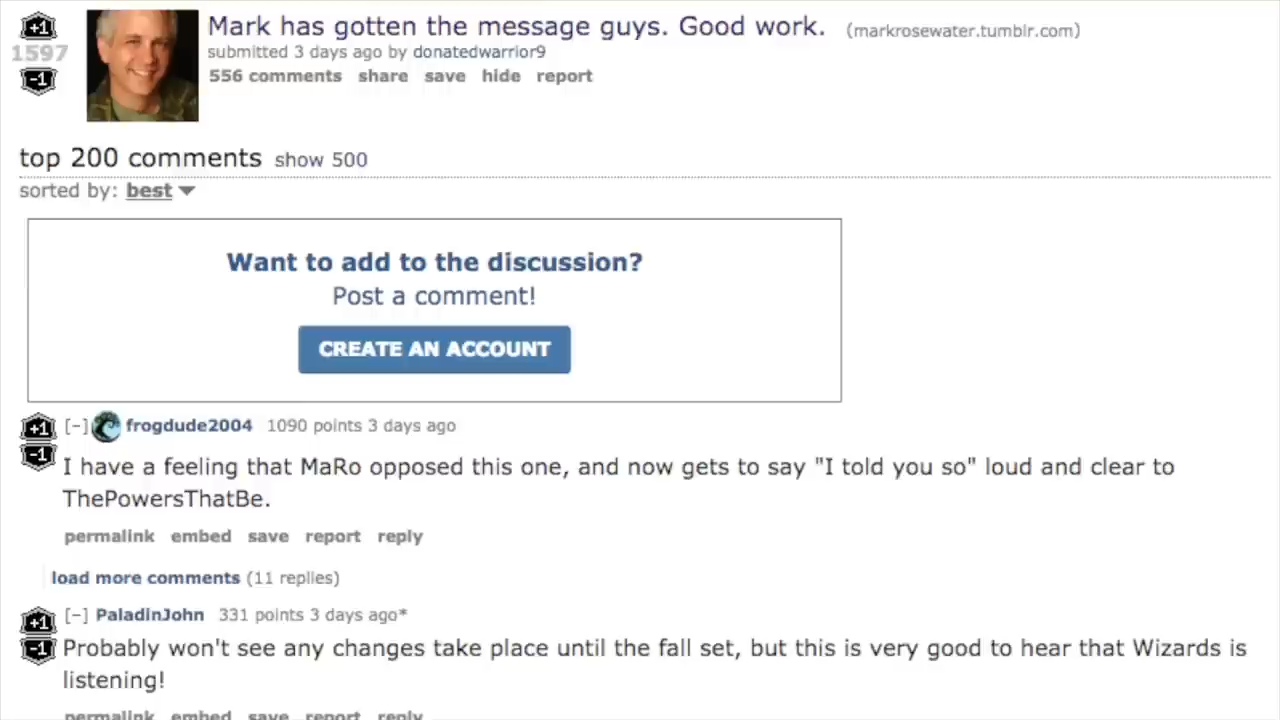 +1
1597
-1
Mark has gotten the message guys. Good work. (markrosewater.tumblr.com)
submitted 3 days ago by donatedwarrior9
556 comments share save hide report
top 200 comments show 500
sorted by: best
Want to add to the discussion?
Post a comment!
CREATE AN ACCOUNT
+1
-1
[-] frogdude2004 1090 points 3 days ago
I have a feeling that MaRo opposed this one, and now gets to say "I told you so" loud and clear to
ThePowersThatBe.
permalink embed save report reply
load more comments (11 replies)
+1
-1
[-] PaladinJohn 331 points 3 days ago*
Probably won't see any changes take place until the fall set, but this is very good to hear that Wizards is
listening!
permalink embed save report reply